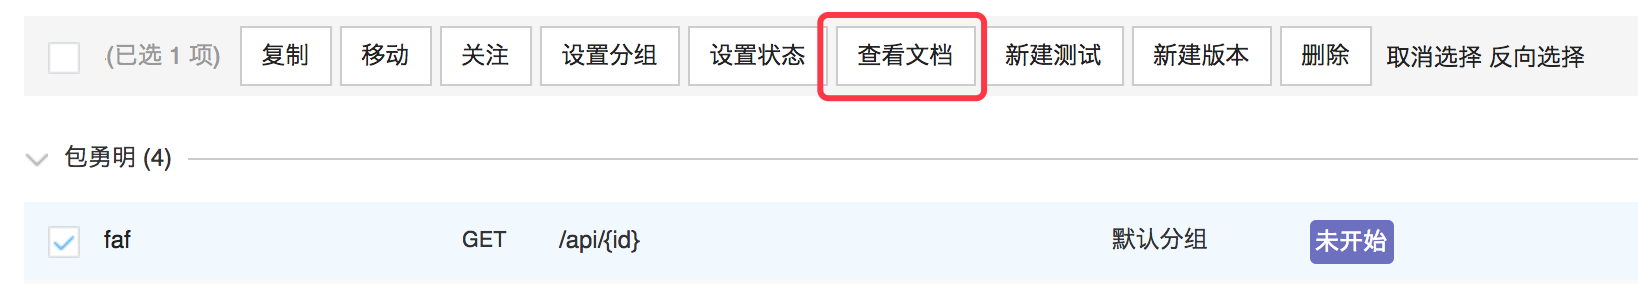 (已选 1 项) 复制 移动 关注 设置分组 设置状态 查看文档 新建测试 新建版本 删除 取消选择 反向选择
包勇明 (4)
faf GET /api/{id} 默认分组 未开始